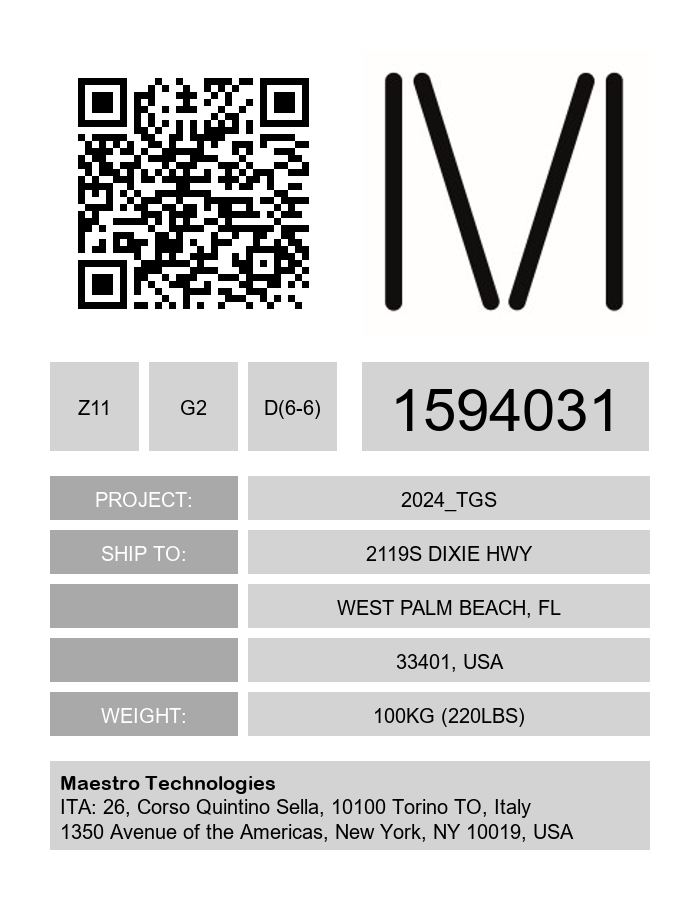 M
Z11 G2 D(6-6) 1594031
PROJECT: 2024_TGS
SHIP TO: 2119S DIXIE HWY
WEST PALM BEACH, FL
33401, USA
WEIGHT: 100KG (220LBS)
Maestro Technologies
ITA: 26, Corso Quintino Sella, 10100 Torino TO, Italy
1350 Avenue of the Americas, New York, NY 10019, USA